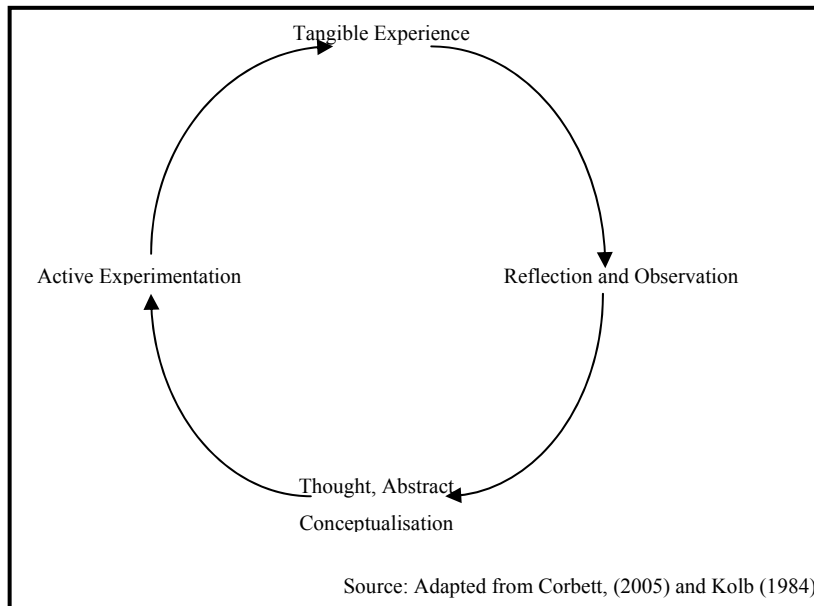 Tangible Experience
Active Experimentation
Reflection and Observation
Thought, Abstract
Conceptualisation
Source: Adapted from Corbett, (2005) and Kolb (1984)